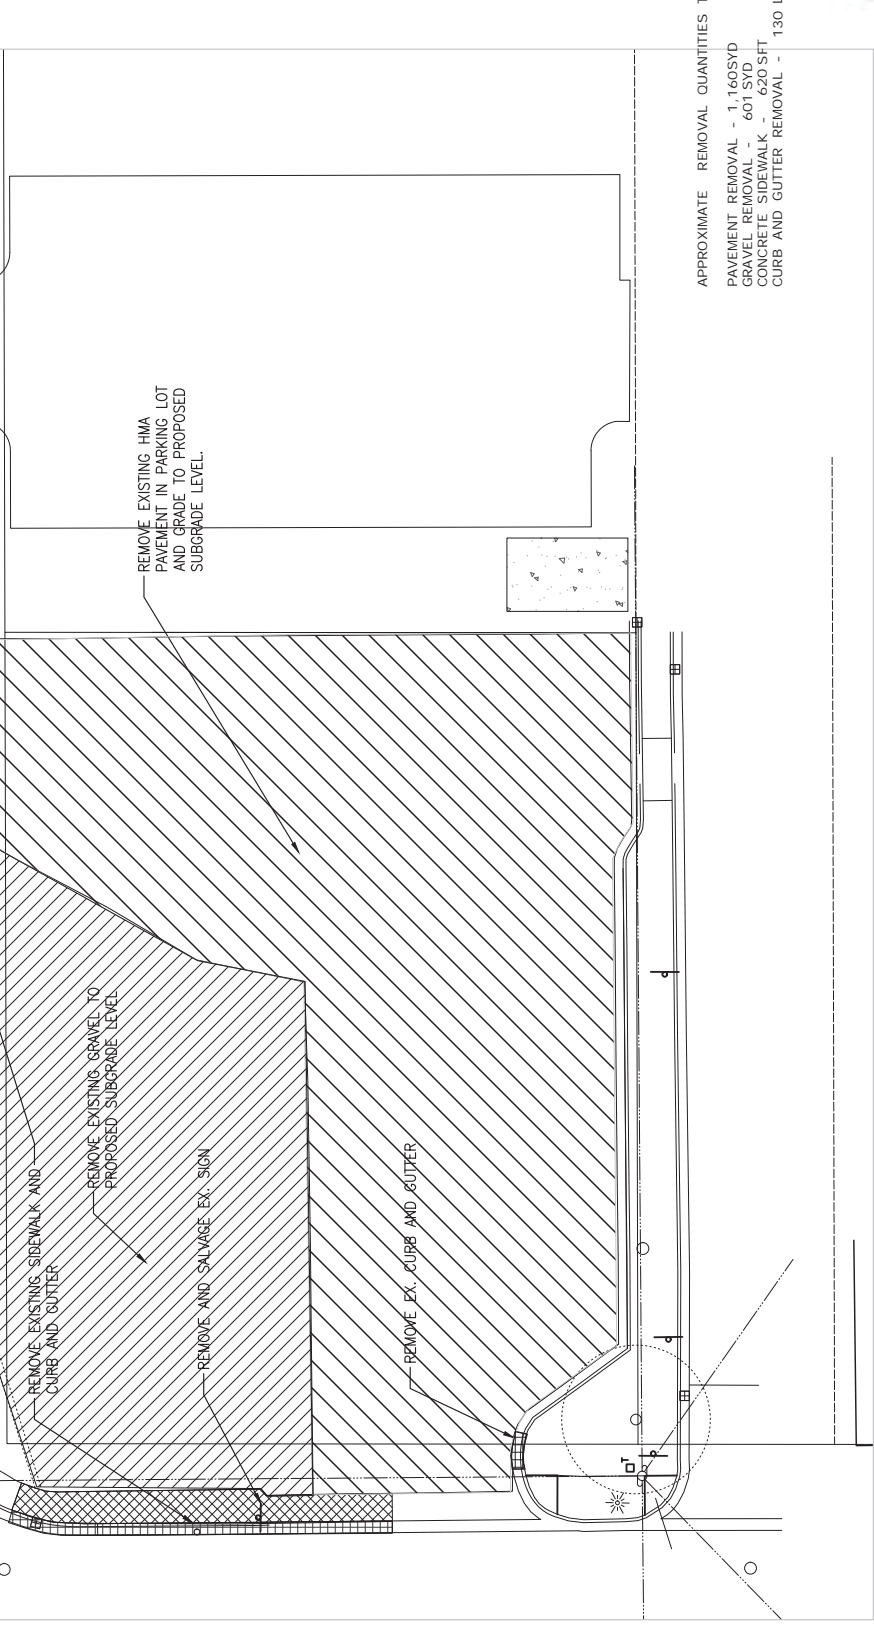 APPROXIMATE REMOVAL QUANTITIES
PAVEMENT REMOVAL - 1,160SYD
GRAVEL REMOVAL - 601 SYD
CONCRETE SIDEWALK - 620 SFT
CURB AND GUTTER REMOVAL - 130 L
REMOVE EXISTING HMA
PAVEMENT IN PARKING LOT
AND GRADE TO PROPOSED
SUBGRADE LEVEL.
REMOVE EXISTING GRAVEL TO
PROPOSED SUBGRADE LEVEL
REMOVE EXISTING SIDEWALK AND
CURB AND GUTTER
REMOVE AND SALVAGE EX. SIGN
REMOVE EX. CURB AND GUTTER
T